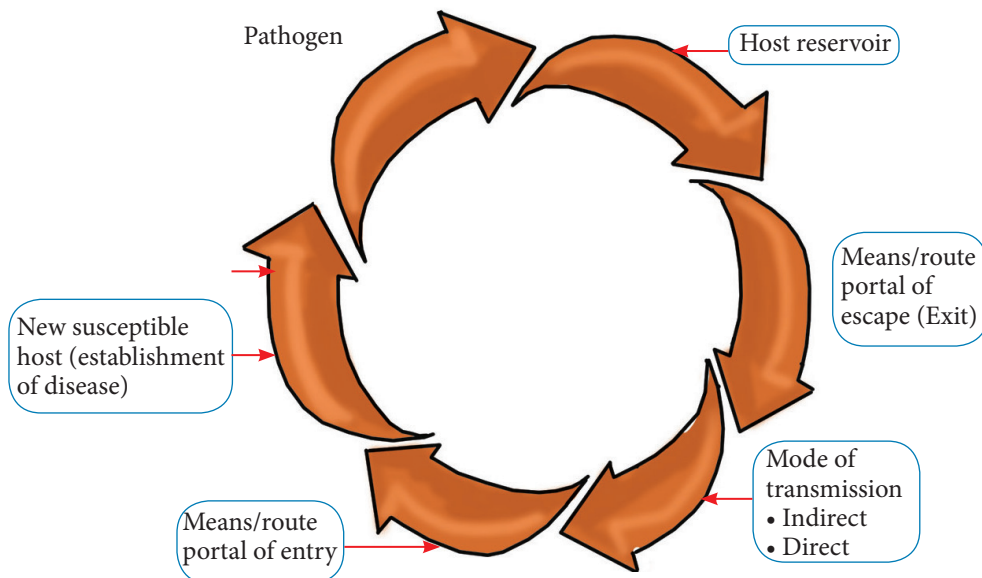 Pathogen
Host reservoir
Means/route
portal of
escape (Exit)
Mode of
transmission
• Indirect
• Direct
Means/route
portal of entry
New susceptible
host (establishment
of disease)